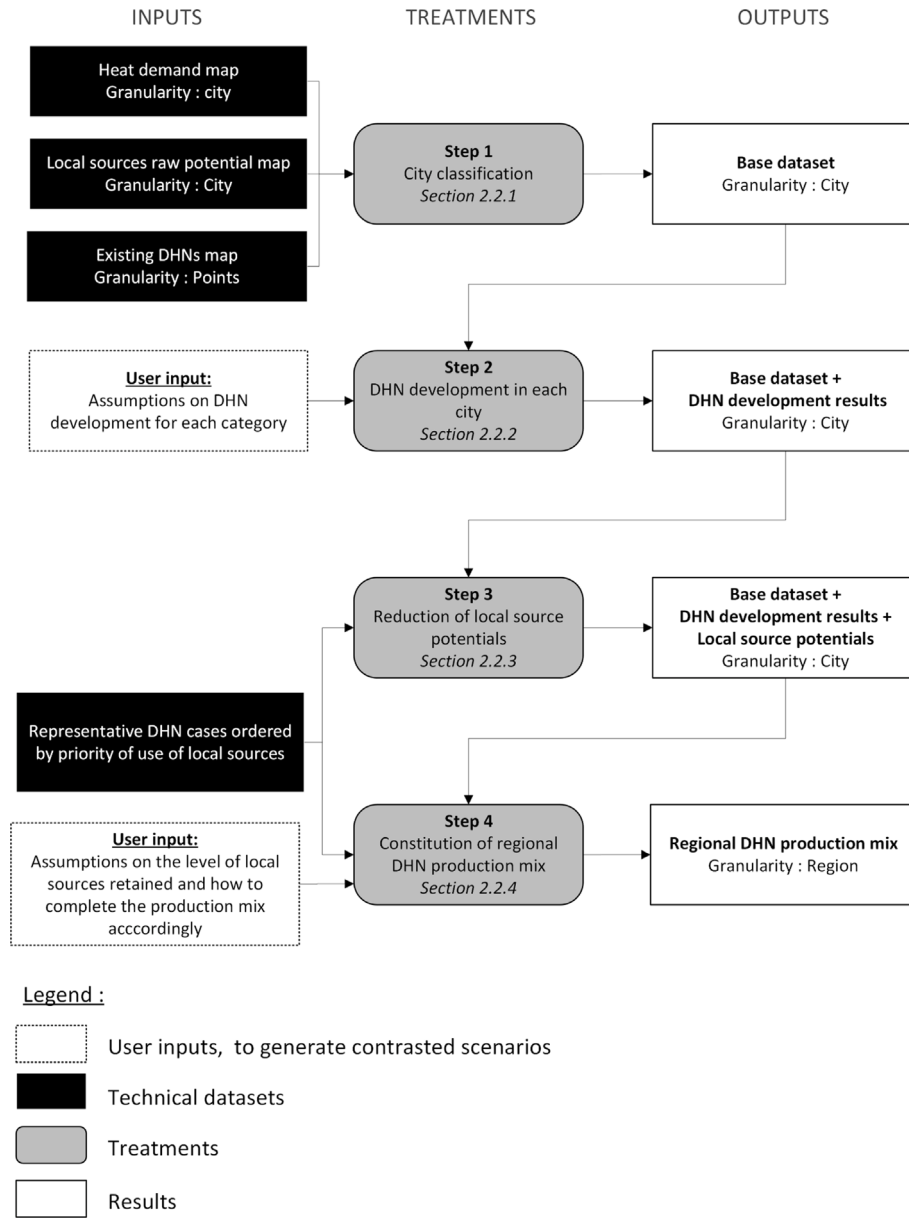 INPUTS
TREATMENTS
OUTPUTS
Heat demand map
Granularity : city
Local sources raw potential map
Granularity : City
Existing DHNs map
Granularity : Points
Step 1
City classification
Section 2.2.1
Base dataset
Granularity : City
User input:
Assumptions on DHN
development for each category
Step 2
DHN development in each
city
Section 2.2.2
Base dataset +
DHN development results
Granularity : City
Step 3
Reduction of local source
potentials
Section 2.2.3
Base dataset +
DHN development results +
Local source potentials
Granularity : City
Representative DHN cases ordered
by priority of use of local sources
User input:
Assumptions on the level of local
sources retained and how to
complete the production mix
acccordingly
Step 4
Constitution of regional
DHN production mix
Section 2.2.4
Regional DHN production mix
Granularity : Region
Legend :
User inputs,  to generate contrasted scenarios
Technical datasets
Treatments
Results